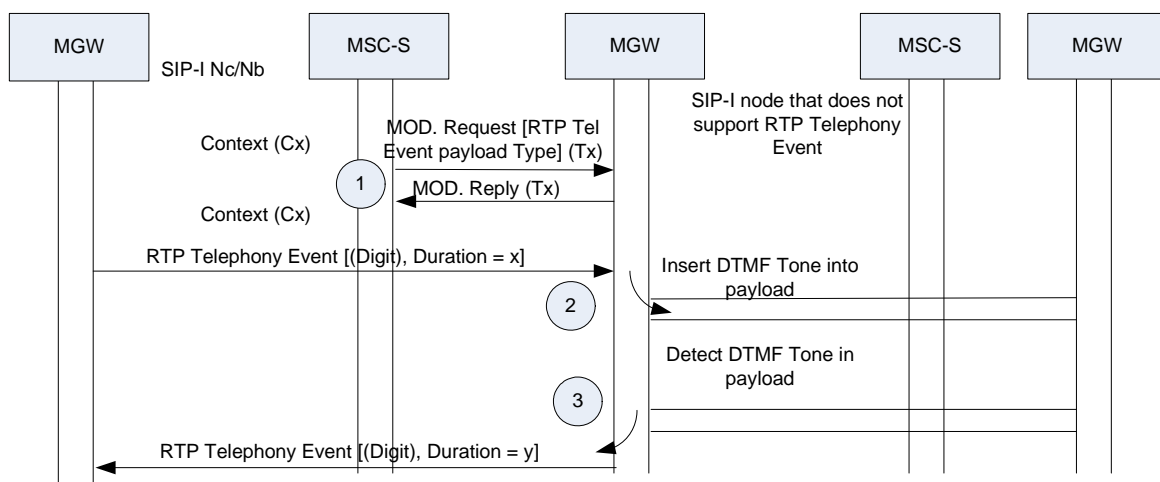 MGW
MSC-S
MGW
MSC-S
MGW
SIP-I Nc/Nb
SIP-I node that does not
support RTP Telephony
Event
Context (Cx)
MOD. Request [RTP Tel
Event payload Type] (Tx)
1
MOD. Reply (Tx)
Context (Cx)
RTP Telephony Event [(Digit), Duration = x]
Insert DTMF Tone into
payload
2
Detect DTMF Tone in
payload
3
RTP Telephony Event [(Digit), Duration = y]